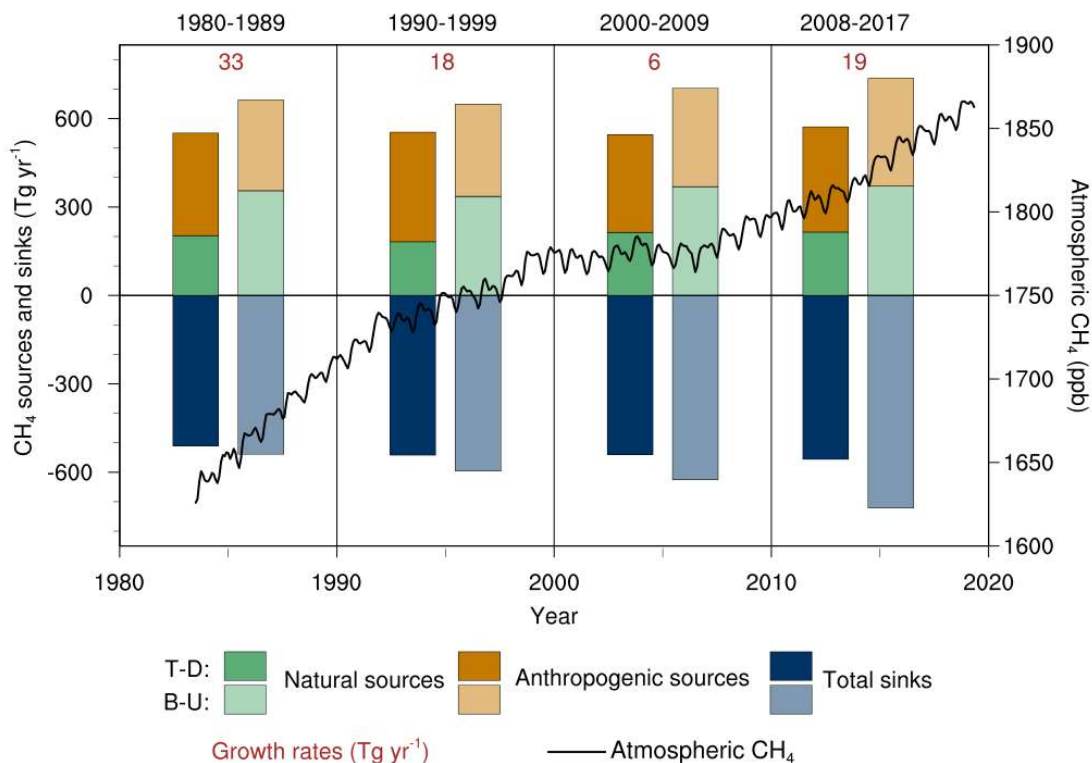 1980-1989 1990-1999 2000-2009 2008-2017
33 18 6 19
CH₄ sources and sinks (Tg yr⁻¹)
600
300
0
-300
-600
Atmospheric CH₄ (ppb)
1900
1850
1800
1750
1700
1650
1600
1980 1990 2000 2010 2020
Year
T-D: Natural sources Anthropogenic sources Total sinks
B-U:
Growth rates (Tg yr⁻¹) Atmospheric CH₄